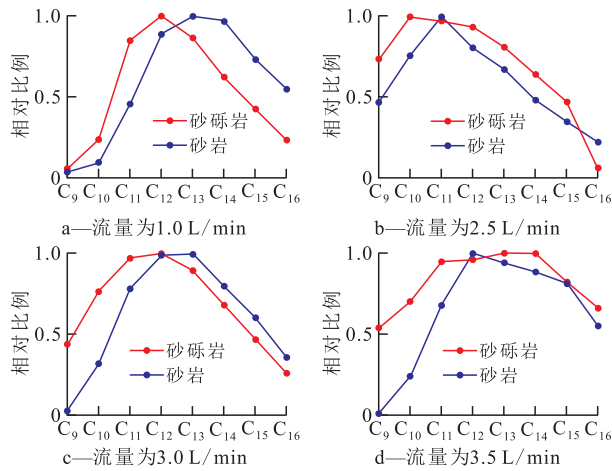 1.0
0.5
0
相对比例
砂砾岩
砂岩
C₉ C₁₀ C₁₁ C₁₂ C₁₃ C₁₄ C₁₅ C₁₆
a—流量为1.0 L/min
1.0
0.5
0
相对比例
砂砾岩
砂岩
C₉ C₁₀ C₁₁ C₁₂ C₁₃ C₁₄ C₁₅ C₁₆
b—流量为2.5 L/min
1.0
0.5
0
相对比例
砂砾岩
砂岩
C₉ C₁₀ C₁₁ C₁₂ C₁₃ C₁₄ C₁₅ C₁₆
c—流量为3.0 L/min
1.0
0.5
0
相对比例
砂砾岩
砂岩
C₉ C₁₀ C₁₁ C₁₂ C₁₃ C₁₄ C₁₅ C₁₆
d—流量为3.5 L/min